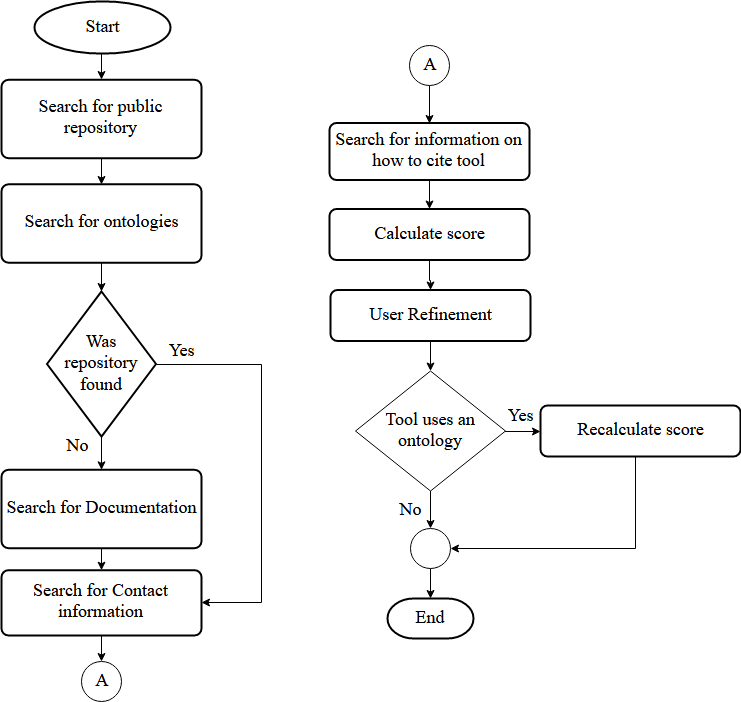 Start
Search for public
repository
Search for ontologies
Was
repository
found
Yes
No
Search for Documentation
Search for Contact
information
A
A
Search for information on
how to cite tool
Calculate score
User Refinement
Tool uses an
ontology
Yes
Recalculate score
No
End